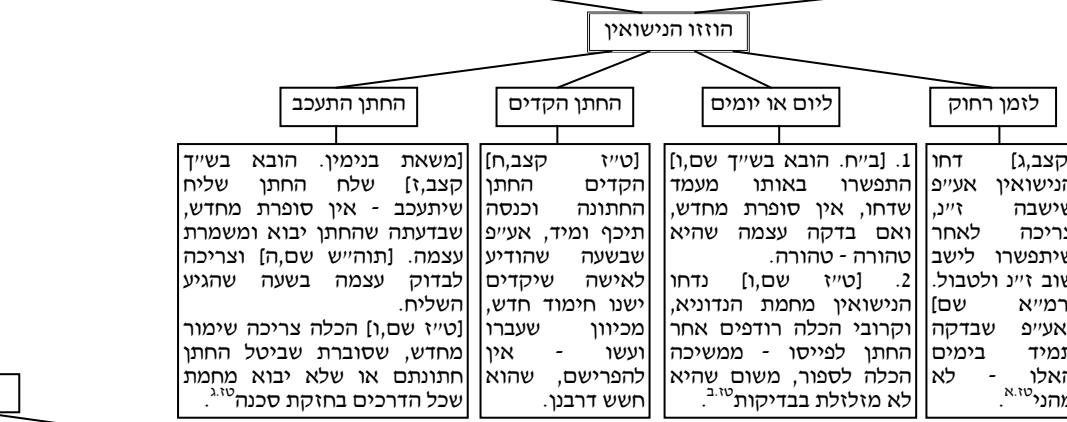 הוזזו הנישואין
לזמן רחוק
קצב,ג] דחו
הנישואין אע״פ
שישבה ז״נ,
צריכה לאחר
שיתפשרו לישב
שוב ז״נ ולטבול.
רמ״א שם]
אע״פ שבדקה
תמיד בימים
האלו - לא
מהני טז.א.
ליום או יומים
1. [ב״ח. הובא בש״ך שם,ו]
התפשרו באותו מעמד
שדחו, אין סופרת מחדש,
ואם בדקה עצמה שהיא
טהורה - טהורה.
2. [ט״ז שם,ו] נדחו
הנישואין מחמת הנדוניא,
וקרובי הכלה רודפים אחר
החתן לפייסו - ממשיכה
הכלה לספור, משום שהיא
לא מזלזלת בבדיקות טז.ב.
החתן הקדים
[ט״ז קצב,ח]
הקדים החתן
החתונה וכנסה
תיכף ומיד, אע״פ
שבשעה שהודיע
לאישה שיקדים
ישנו חימוד חדש,
מכיוון שעברו
ועשו - אין
להפרישם, שהוא
חשש דרבנן.
החתן התעכב
[משאת בנימין. הובא בש״ך
קצב,ז] שלח החתן שליח
שיתעכב - אין סופרת מחדש,
שבדעתה שהחתן יבוא ומשמרת
עצמה. [תוה״ש שם,ה] וצריכה
לבדוק עצמה בשעה שהגיע
השליח.
[ט״ז שם,ו] הכלה צריכה שימור
מחדש, שסוברת שביטל החתן
חתונתם או שלא יבוא מחמת
שכל הדרכים בחזקת סכנה טז.ג.